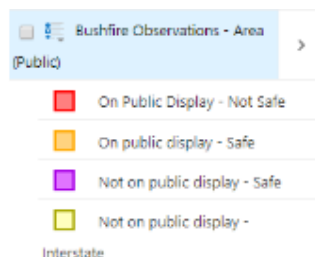 Bushfire Observations - Area
(Public)
On Public Display - Not Safe
On public display - Safe
Not on public display - Safe
Not on public display -
Interstate